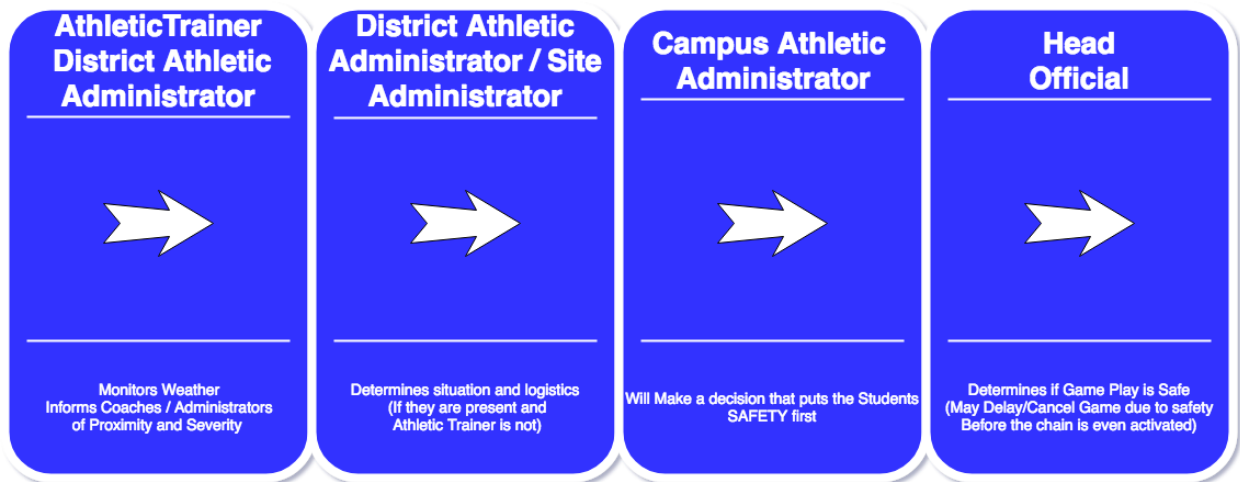 AthleticTrainer
District Athletic
Administrator
Monitors Weather
Informs Coaches / Administrators
of Proximity and Severity
District Athletic
Administrator / Site
Administrator
Determines situation and logistics
(If they are present and
Athletic Trainer is not)
Campus Athletic
Administrator
Will Make a decision that puts the Students
SAFETY first
Head
Official
Determines if Game Play is Safe
(May Delay/Cancel Game due to safety
Before the chain is even activated)